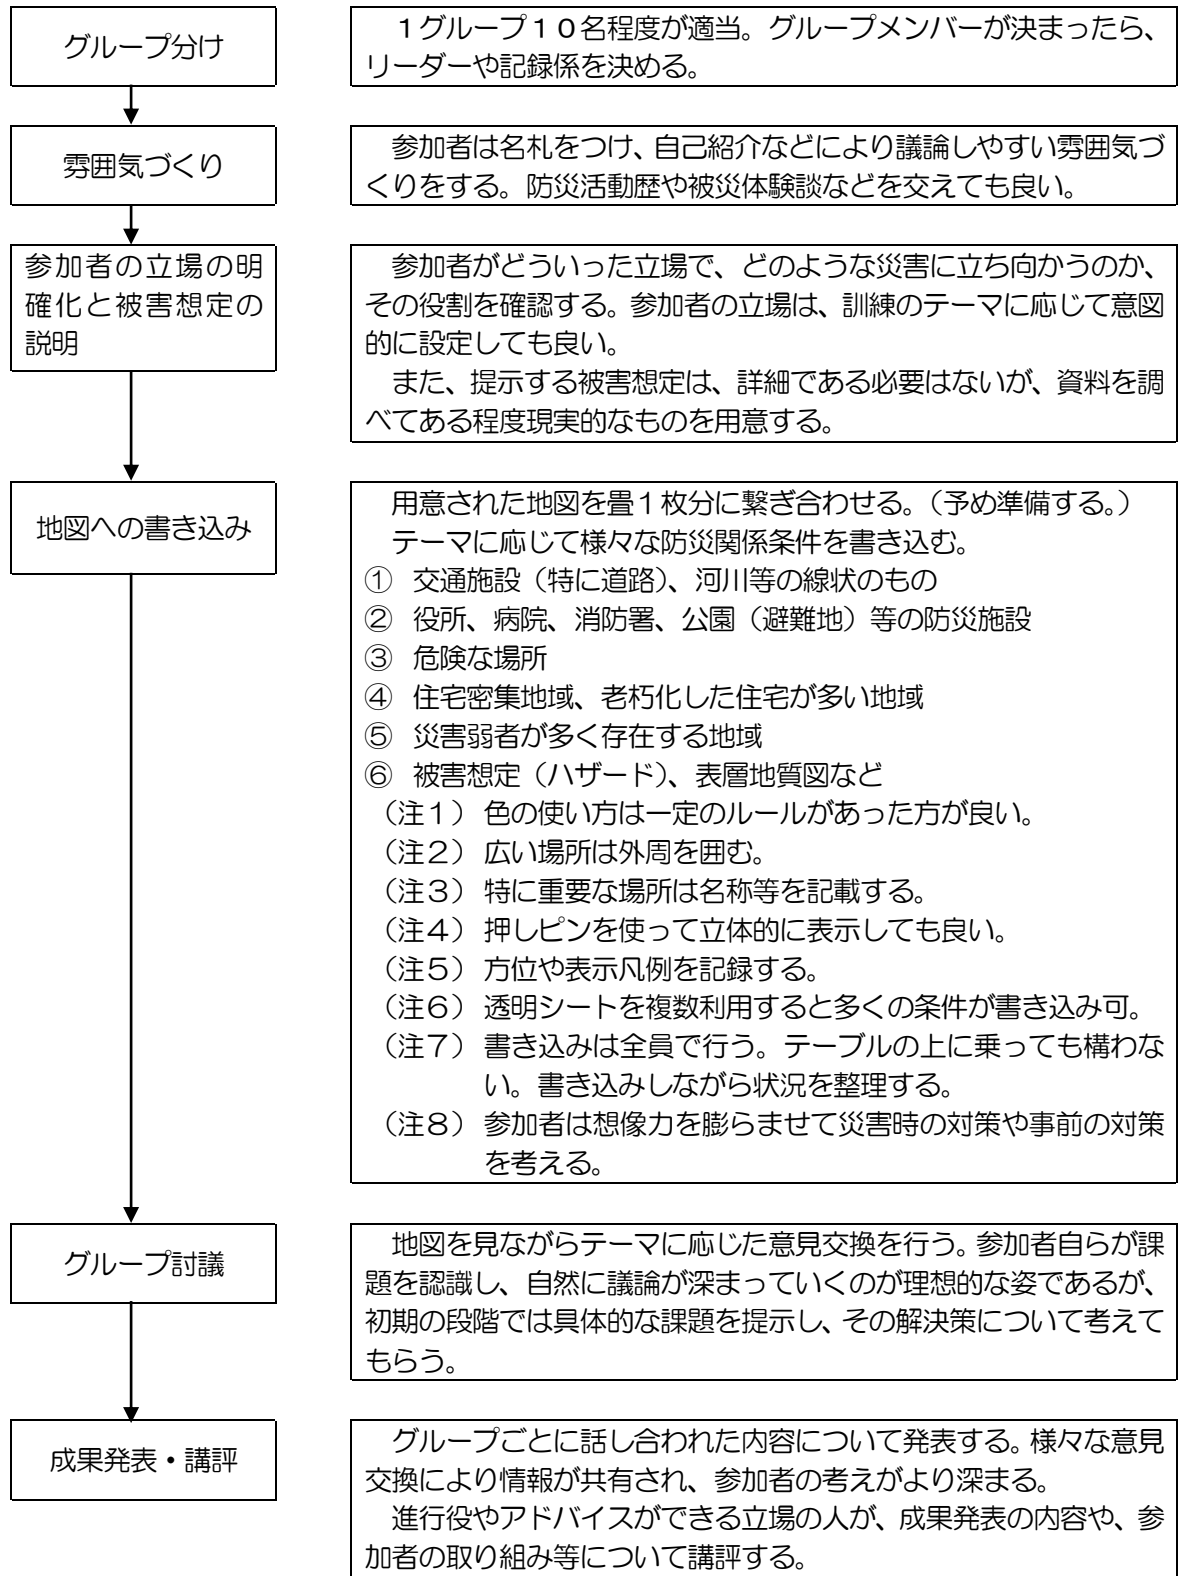 グループ分け
１グループ１０名程度が適当。グループメンバーが決まったら、
リーダーや記録係を決める。
雰囲気づくり
参加者は名札をつけ、自己紹介などにより議論しやすい雰囲気づ
くりをする。防災活動歴や被災体験談などを交えても良い。
参加者の立場の明
確化と被害想定の
説明
参加者がどういった立場で、どのような災害に立ち向かうのか、
その役割を確認する。参加者の立場は、訓練のテーマに応じて意図
的に設定しても良い。
また、提示する被害想定は、詳細である必要はないが、資料を調
べてある程度現実的なものを用意する。
地図への書き込み
用意された地図を畳１枚分に繋ぎ合わせる。（予め準備する。）
テーマに応じて様々な防災関係条件を書き込む。
① 交通施設（特に道路）、河川等の線状のもの
② 役所、病院、消防署、公園（避難地）等の防災施設
③ 危険な場所
④ 住宅密集地域、老朽化した住宅が多い地域
⑤ 災害弱者が多く存在する地域
⑥ 被害想定（ハザード）、表層地質図など
（注１）色の使い方は一定のルールがあった方が良い。
（注２）広い場所は外周を囲む。
（注３）特に重要な場所は名称等を記載する。
（注４）押しピンを使って立体的に表示しても良い。
（注５）方位や表示凡例を記録する。
（注６）透明シートを複数利用すると多くの条件が書き込み可。
（注７）書き込みは全員で行う。テーブルの上に乗っても構わな
い。書き込みしながら状況を整理する。
（注８）参加者は想像力を膨らませて災害時の対策や事前の対策
を考える。
グループ討議
地図を見ながらテーマに応じた意見交換を行う。参加者自らが課
題を認識し、自然に議論が深まっていくのが理想的な姿であるが、
初期の段階では具体的な課題を提示し、その解決策について考えて
もらう。
成果発表・講評
グループごとに話し合われた内容について発表する。様々な意見
交換により情報が共有され、参加者の考えがより深まる。
進行役やアドバイスができる立場の人が、成果発表の内容や、参
加者の取り組み等について講評する。